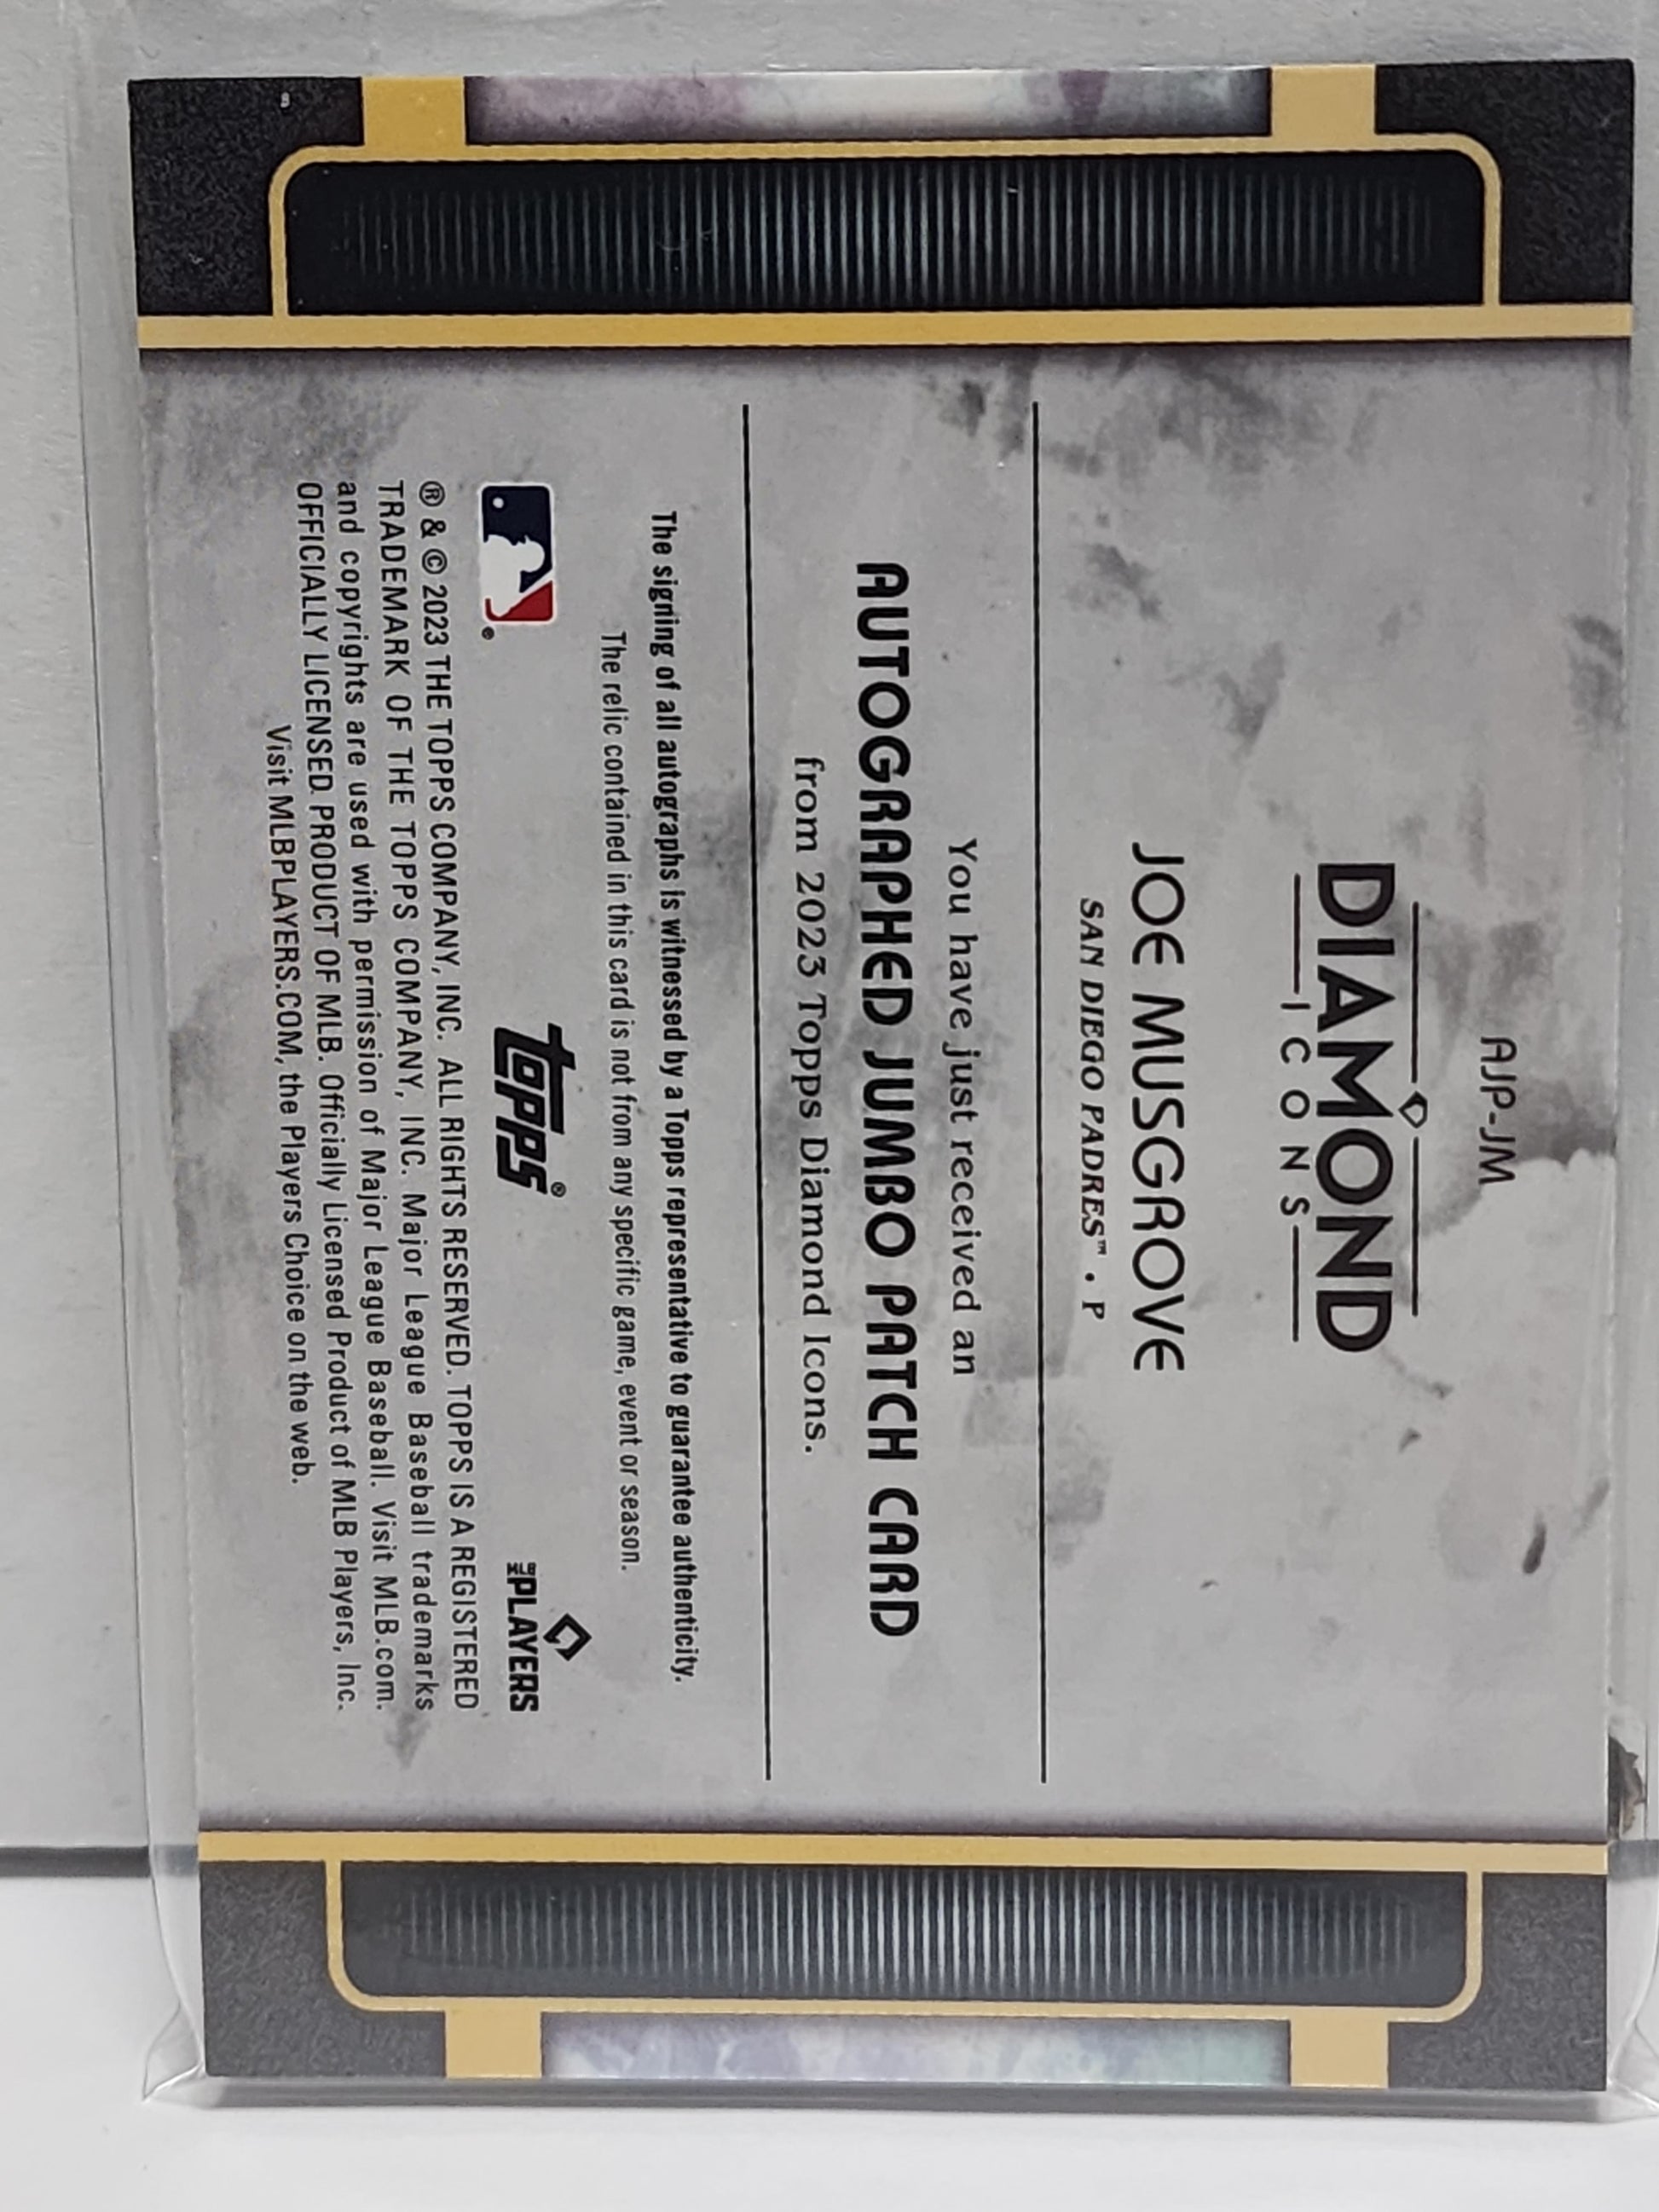 AJP-JM
DIAMOND
ICONS
JOE MUSGROVE
SAN DIEGO PADRES™ • P
You have just received an
AUTOGRAPHED JUMBO PATCH CARD
from 2023 Topps Diamond Icons.
The signing of all autographs is witnessed by a Topps representative to guarantee authenticity.
The relic contained in this card is not from any specific game, event or season.
®
topps®
MLB PLAYERS
® & © 2023 THE TOPPS COMPANY, INC. ALL RIGHTS RESERVED. TOPPS IS A REGISTERED
TRADEMARK OF THE TOPPS COMPANY, INC. Major League Baseball trademarks
and copyrights are used with permission of Major League Baseball. Visit MLB.com.
OFFICIALLY LICENSED PRODUCT OF MLB. Officially Licensed Product of MLB Players, Inc.
Visit MLBPLAYERS.COM, the Players Choice on the web.